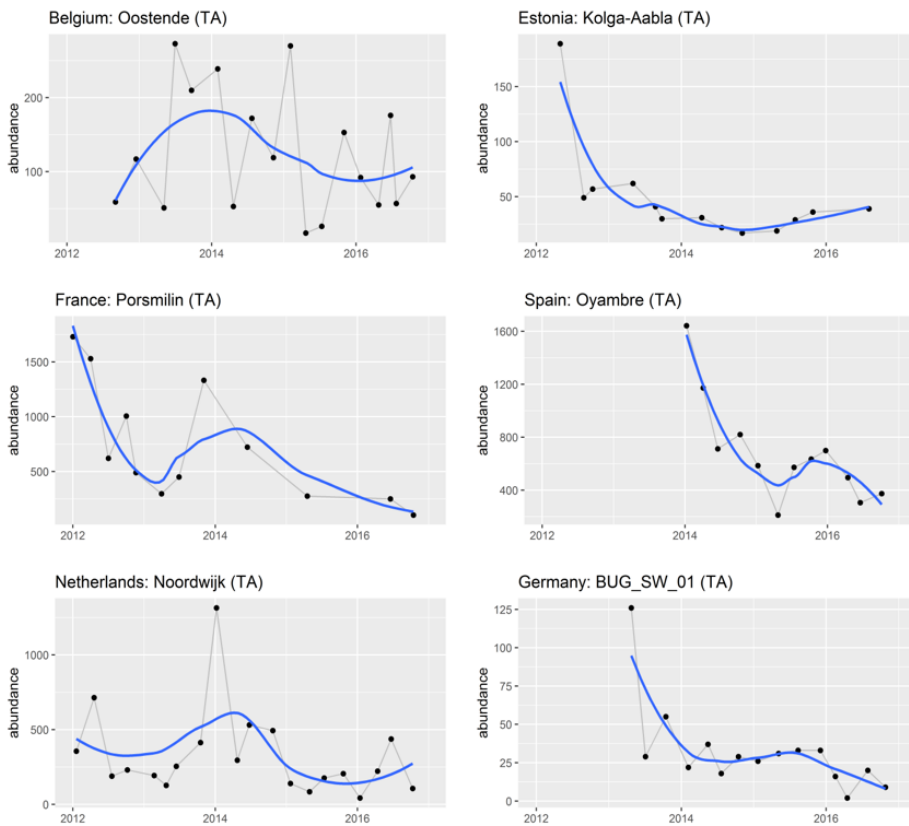 Belgium: Oostende (TA)
abundance
200
100
2012 2014 2016
Estonia: Kolga-Aabla (TA)
abundance
150
100
50
2012 2014 2016
France: Porsmilin (TA)
abundance
1500
1000
500
2012 2014 2016
Spain: Oyambre (TA)
abundance
1600
1200
800
400
2012 2014 2016
Netherlands: Noordwijk (TA)
abundance
1000
500
0
2012 2014 2016
Germany: BUG_SW_01 (TA)
abundance
125
100
75
50
25
0
2012 2014 2016